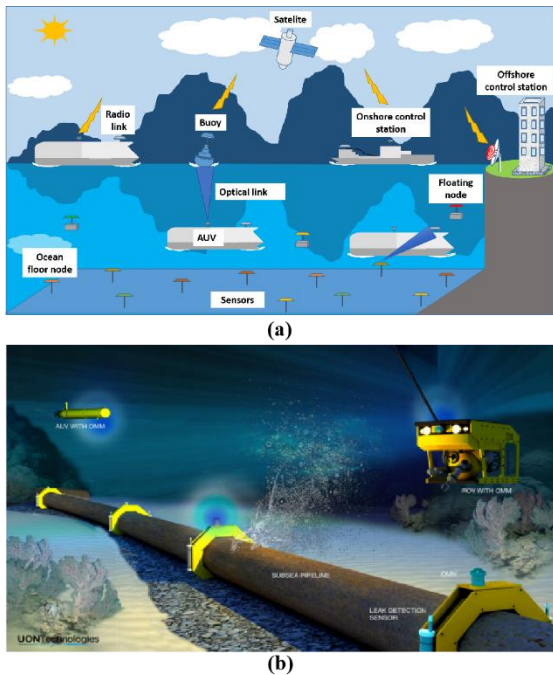 Satelite
Offshore
control station
Radio
link
Buoy
Onshore control
station
Optical link
Floating
node
AUV
Ocean
floor node
Sensors
(a)
AUV WITH OMM
ROV WITH OMM
SUBSEA PIPELINE
LEAK DETECTION
SENSOR
UONTechnologies
(b)